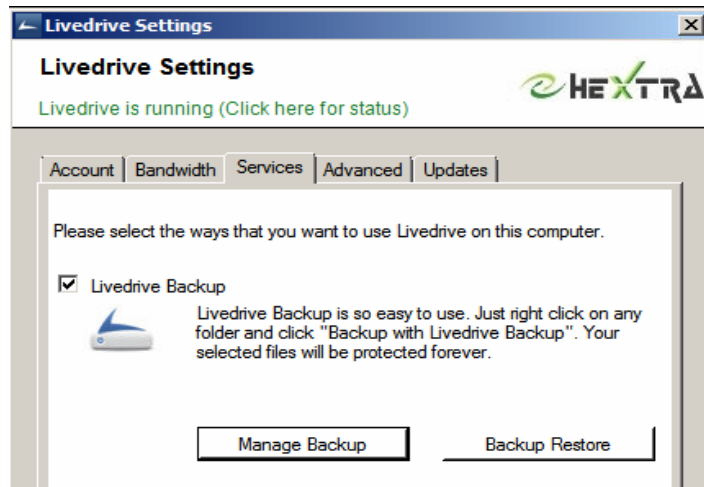 Livedrive Settings
Livedrive Settings
HEXTRA
Livedrive is running (Click here for status)
Account Bandwidth Services Advanced Updates
Please select the ways that you want to use Livedrive on this computer.
Livedrive Backup
Livedrive Backup is so easy to use. Just right click on any
folder and click "Backup with Livedrive Backup". Your
selected files will be protected forever.
Manage Backup Backup Restore